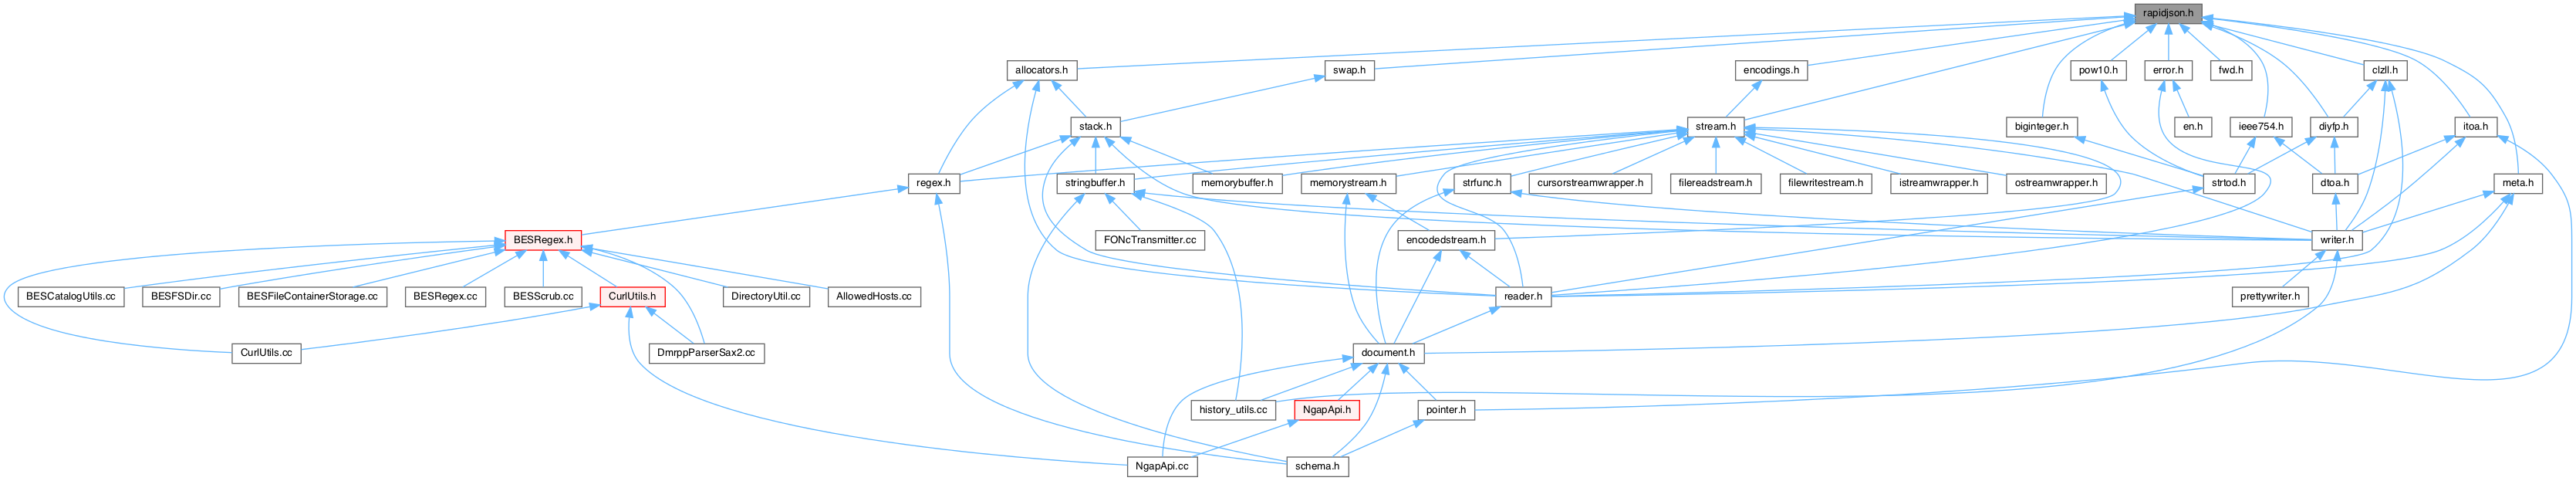 rapidjson.h
allocators.h
swap.h
encodings.h
pow10.h
error.h
fwd.h
clzll.h
stack.h
stream.h
biginteger.h
en.h
ieee754.h
diyfp.h
itoa.h
regex.h
stringbuffer.h
memorybuffer.h
memorystream.h
strfunc.h
cursorstreamwrapper.h
filereadstream.h
filewritestream.h
istreamwrapper.h
ostreamwrapper.h
strtod.h
dtoa.h
meta.h
BESRegex.h
FONcTransmitter.cc
encodedstream.h
writer.h
BESCatalogUtils.cc
BESFSDir.cc
BESFileContainerStorage.cc
BESRegex.cc
BESScrub.cc
CurlUtils.h
DirectoryUtil.cc
AllowedHosts.cc
reader.h
prettywriter.h
CurlUtils.cc
DmrppParserSax2.cc
document.h
history_utils.cc
NgapApi.h
pointer.h
NgapApi.cc
schema.h